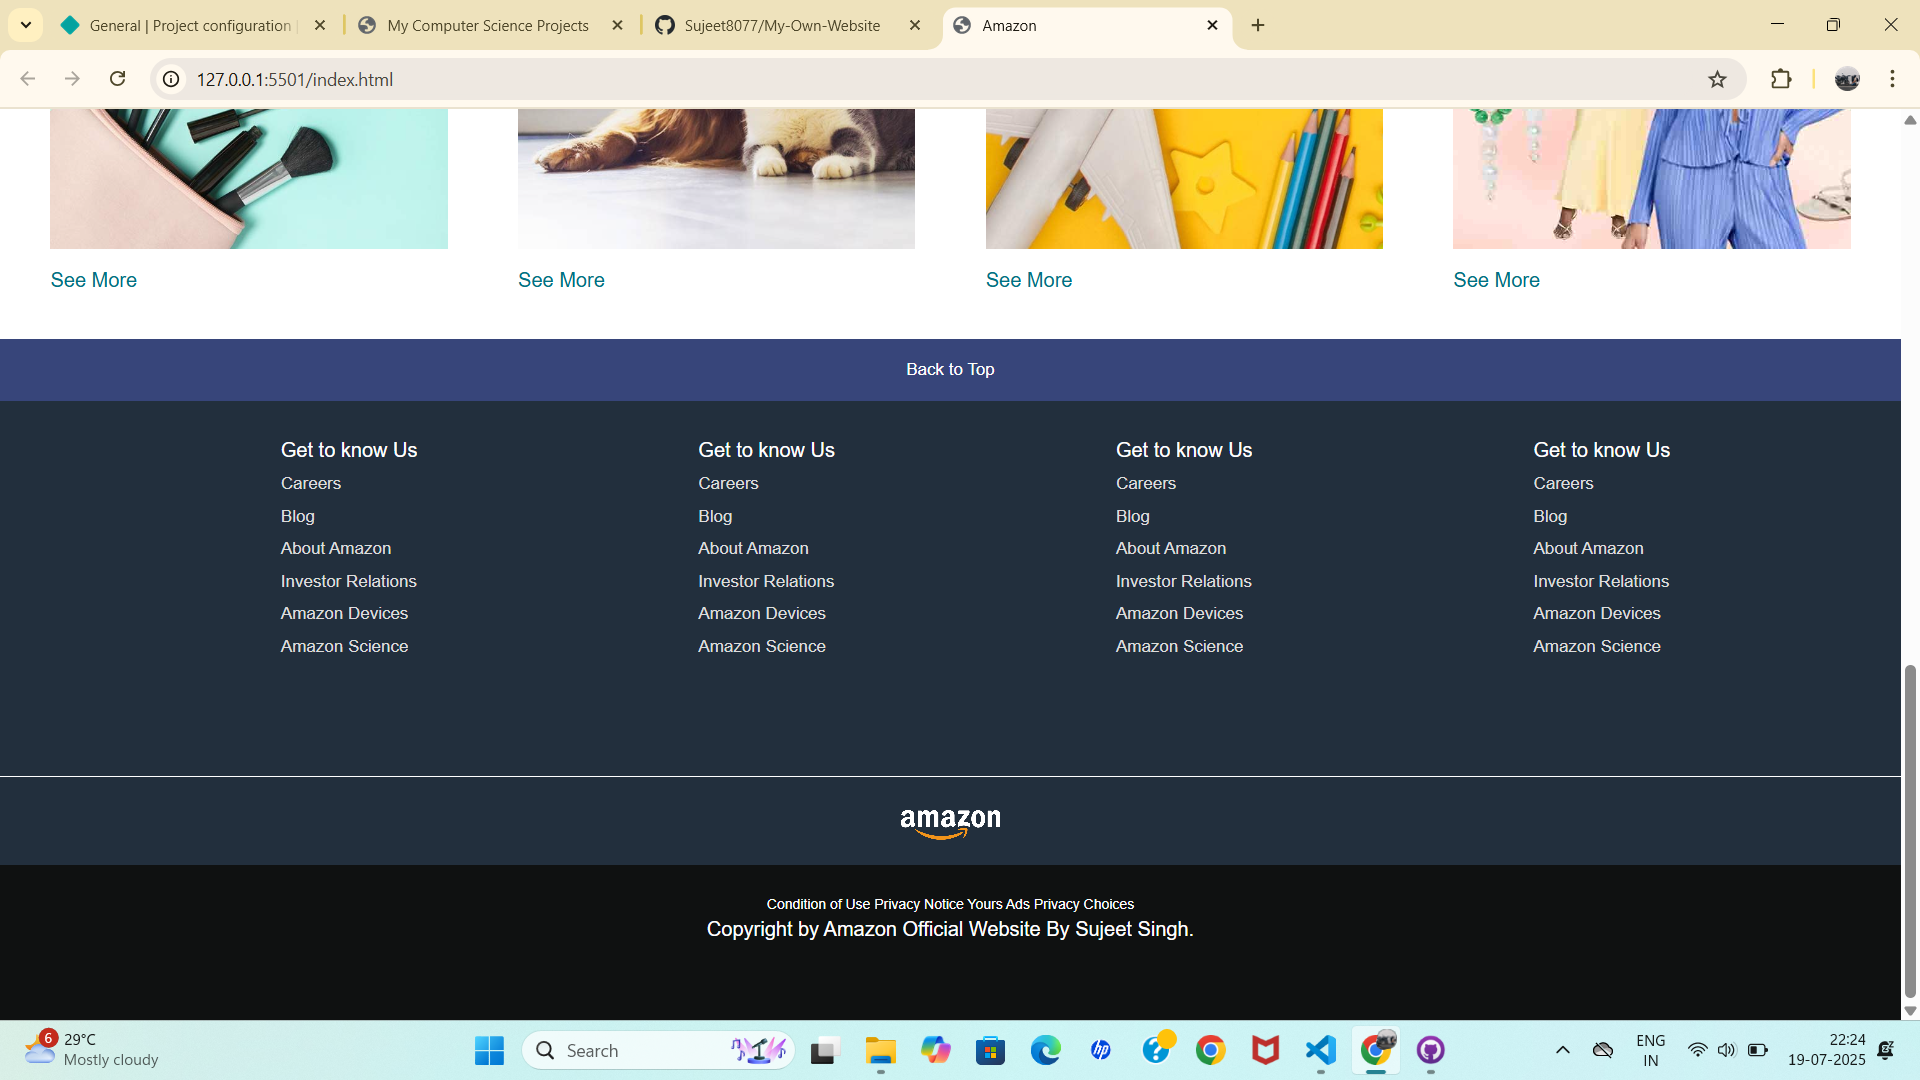 General | Project configuration |
My Computer Science Projects
Sujeet8077/My-Own-Website
Amazon
127.0.0.1:5501/index.html
See More
See More
See More
See More
Back to Top
Get to know Us
Careers
Blog
About Amazon
Investor Relations
Amazon Devices
Amazon Science
Get to know Us
Careers
Blog
About Amazon
Investor Relations
Amazon Devices
Amazon Science
Get to know Us
Careers
Blog
About Amazon
Investor Relations
Amazon Devices
Amazon Science
Get to know Us
Careers
Blog
About Amazon
Investor Relations
Amazon Devices
Amazon Science
amazon
Condition of Use Privacy Notice Yours Ads Privacy Choices
Copyright by Amazon Official Website By Sujeet Singh.
6
29°C
Mostly cloudy
Search
hp
?
ENG
IN
22:24
19-07-2025